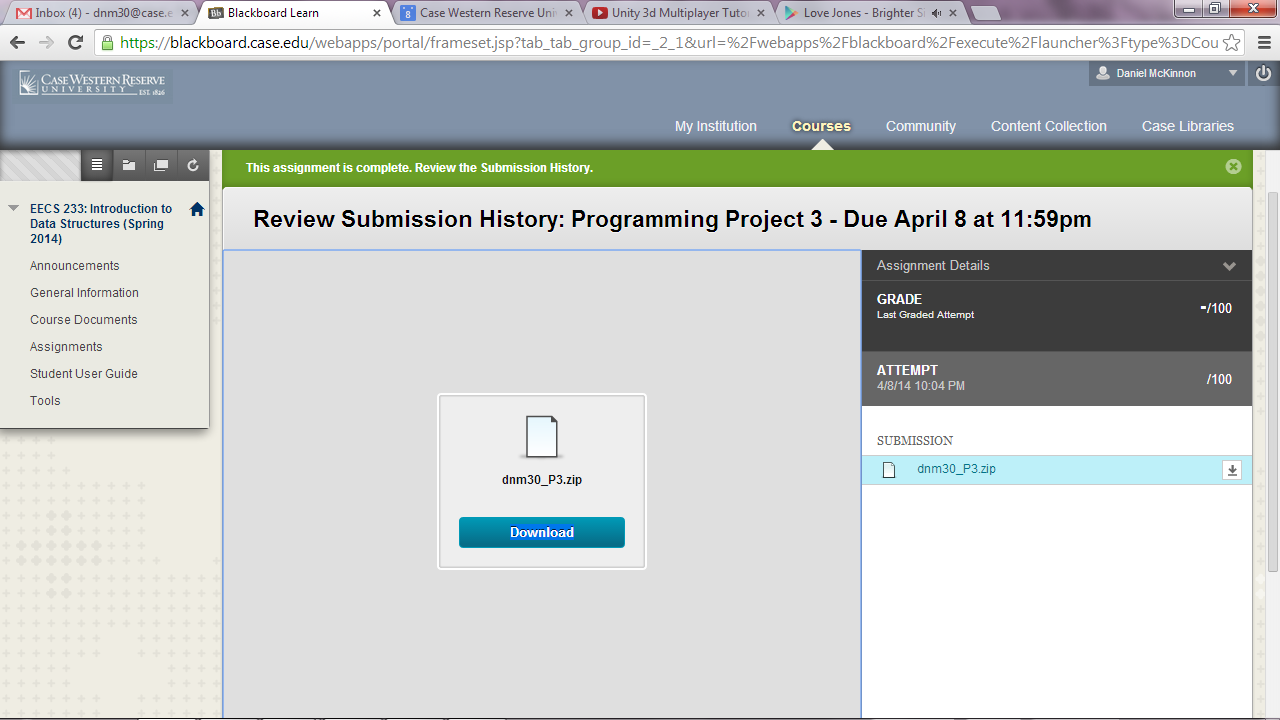 Inbox (4) - dnm30@case.e
Blackboard Learn
Case Western Reserve Univ
Unity 3d Multiplayer Tutor
Love Jones - Brighter S
https://blackboard.case.edu/webapps/portal/frameset.jsp?tab_tab_group_id=_2_1&url=%2Fwebapps%2Fblackboard%2Fexecute%2Flauncher%3Ftype%3DCou
CASE WESTERN RESERVE
UNIVERSITY EST. 1826
Daniel McKinnon
My Institution
Courses
Community
Content Collection
Case Libraries
EECS 233: Introduction to
Data Structures (Spring
2014)
Announcements
General Information
Course Documents
Assignments
Student User Guide
Tools
This assignment is complete. Review the Submission History.
Review Submission History: Programming Project 3 - Due April 8 at 11:59pm
dnm30_P3.zip
Download
Assignment Details
GRADE
Last Graded Attempt
-/100
ATTEMPT
4/8/14 10:04 PM
/100
SUBMISSION
dnm30_P3.zip